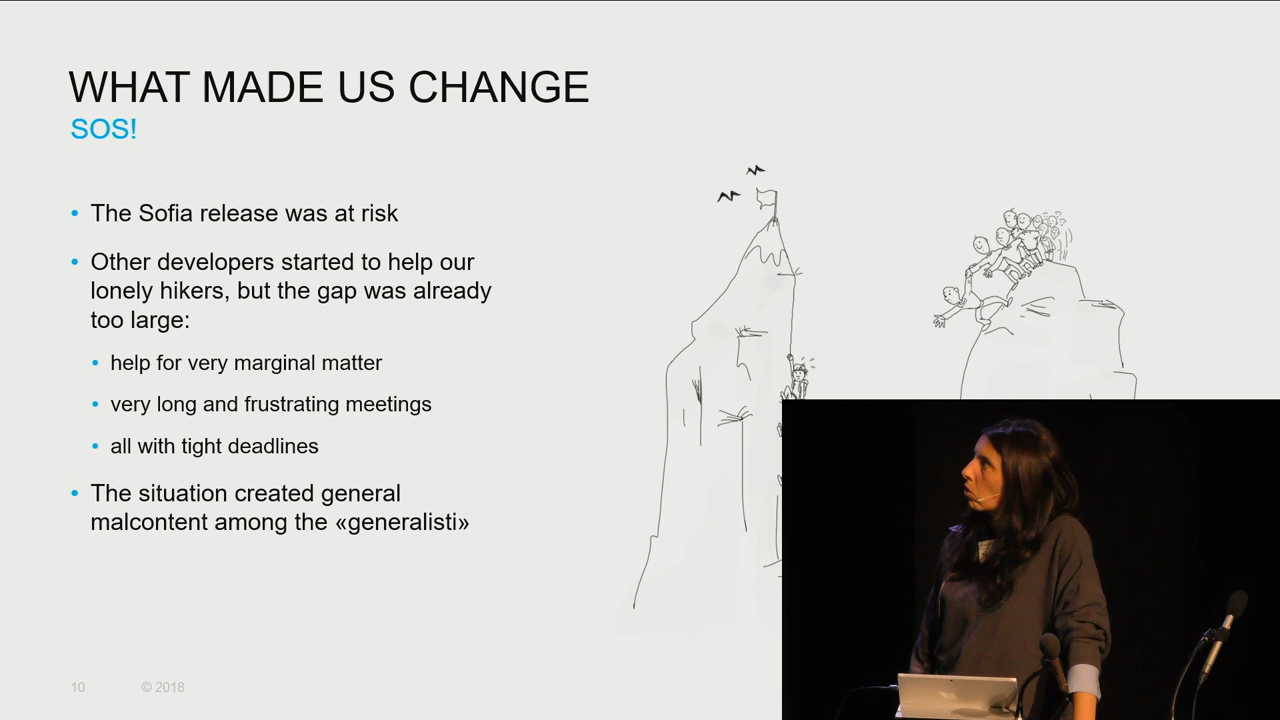 WHAT MADE US CHANGE
SOS!
• The Sofia release was at risk
• Other developers started to help our
lonely hikers, but the gap was already
too large:
• help for very marginal matter
• very long and frustrating meetings
• all with tight deadlines
• The situation created general
malcontent among the «generalisti»
10 © 2018